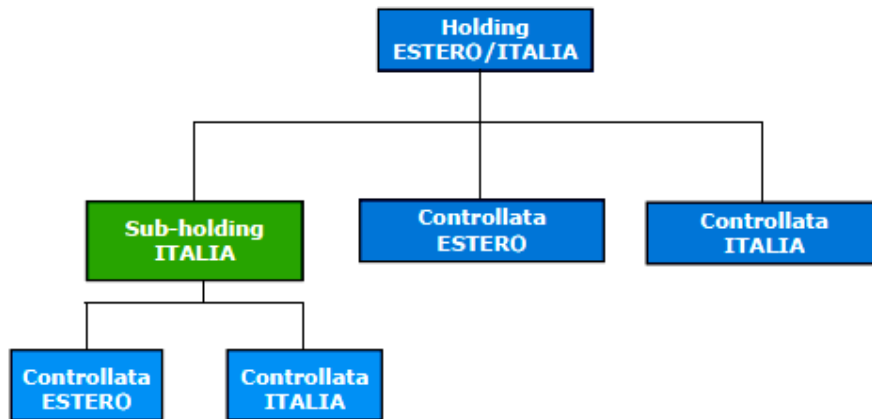 Holding
ESTERO/ITALIA
Sub-holding
ITALIA
Controllata
ESTERO
Controllata
ITALIA
Controllata
ESTERO
Controllata
ITALIA